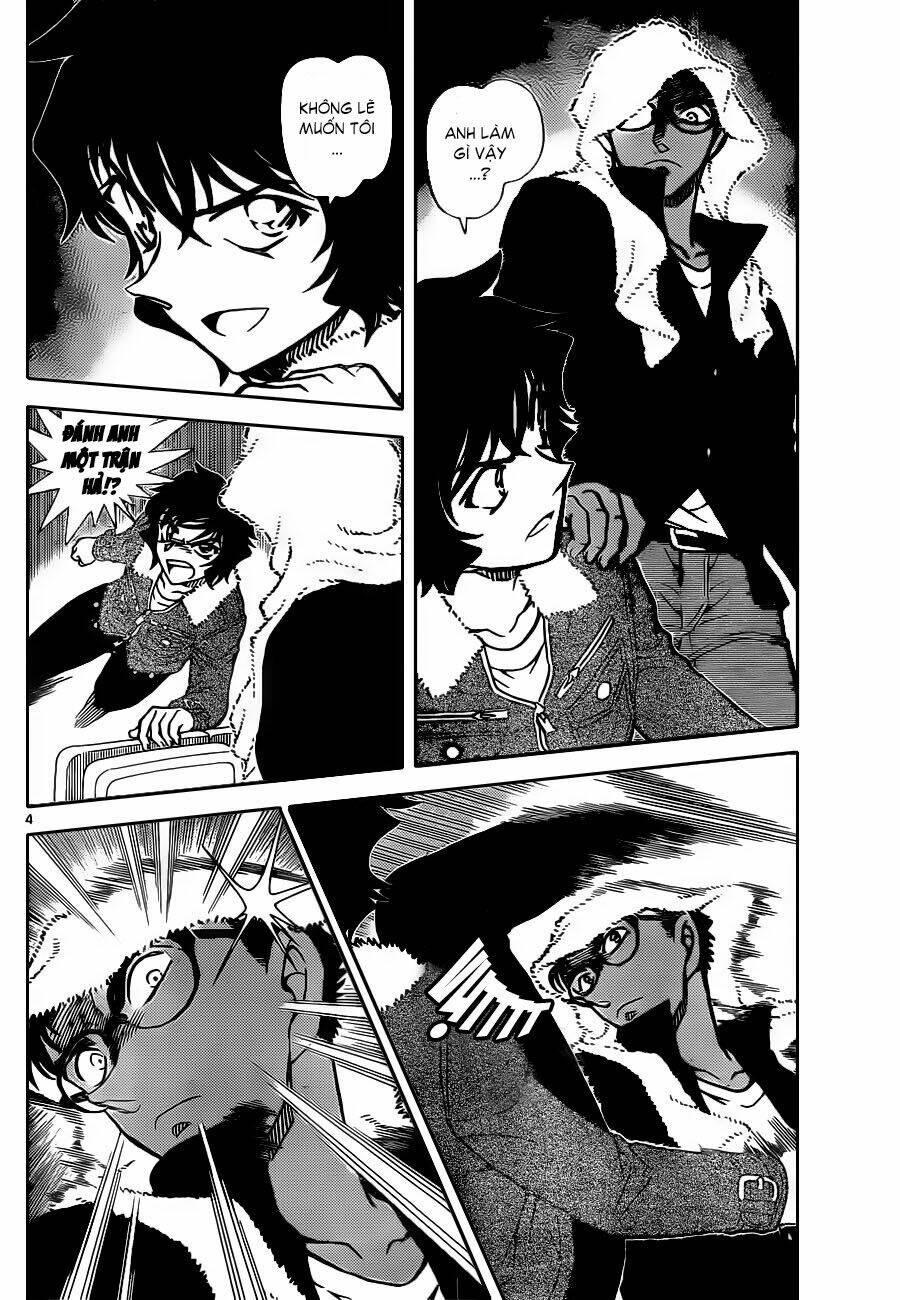 ANH LÀM
GÌ VẬY
...?
KHÔNG LẼ
MUỐN TÔI
...
ĐÁNH ANH
MỘT TRẬN
HẢ!?
4